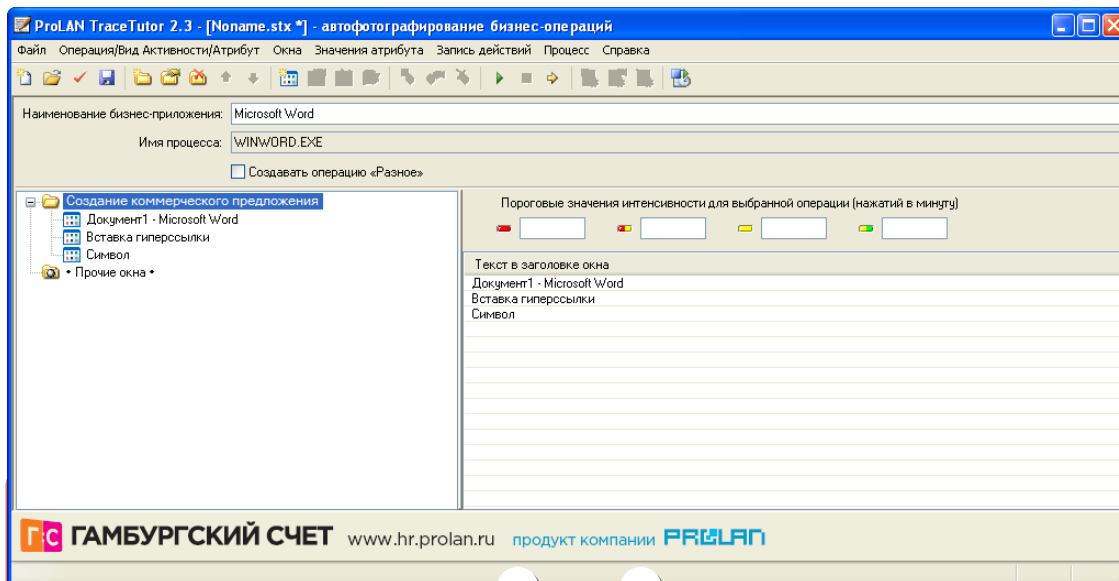 ProLAN TraceTutor 2.3 - [Noname.stx *] - автофотографирование бизнес-операций
Файл Операция/Вид Активности/Атрибут Окна Значения атрибута Запись действий Процесс Справка
Наименование бизнес-приложения: Microsoft Word
Имя процесса: WINWORD.EXE
Создавать операцию «Разное»
Создание коммерческого предложения
Документ1 - Microsoft Word
Вставка гиперссылки
Символ
• Прочие окна •
Пороговые значения интенсивности для выбранной операции (нажатий в минуту)
Текст в заголовке окна
Документ1 - Microsoft Word
Вставка гиперссылки
Символ
Г:С ГАМБУРГСКИЙ СЧЕТ www.hr.prolan.ru продукт компании PROLAN